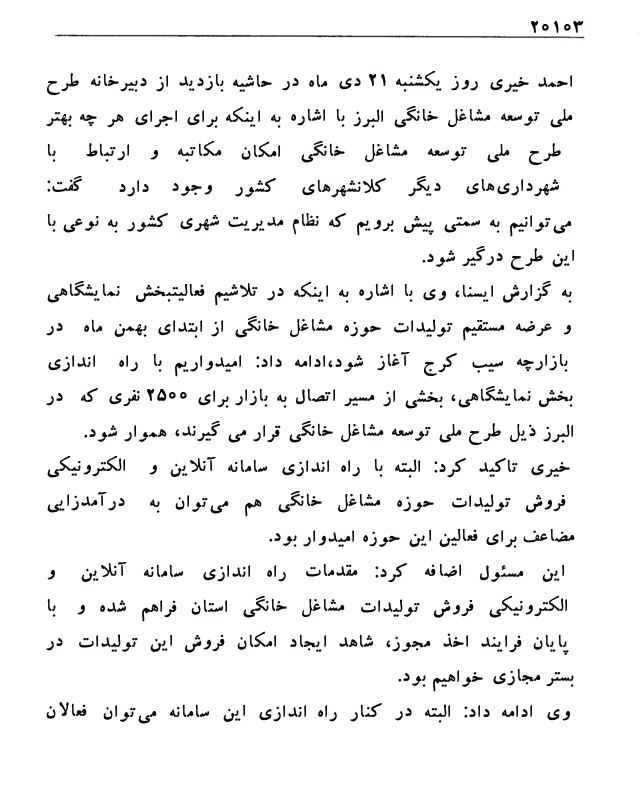 ۲۰۱۰۳
احمد خیری روز یکشنبه ۲۱ دی ماه در حاشیه بازدید از دبیرخانه طرح
ملی توسعه مشاغل خانگی البرز با اشاره به اینکه برای اجرای هر چه بهتر
طرح ملی توسعه مشاغل خانگی امکان مکاتبه و ارتباط با
شهرداری‌های دیگر کلانشهرهای کشور وجود دارد گفت:
می‌توانیم به سمتی پیش برویم که نظام مدیریت شهری کشور به نوعی با
این طرح درگیر شود.
به گزارش ایسنا، وی با اشاره به اینکه در تلاشیم فعالیتبخش نمایشگاهی
و عرضه مستقیم تولیدات حوزه مشاغل خانگی از ابتدای بهمن ماه در
بازارچه سیب کرج آغاز شود،ادامه داد: امیدواریم با راه اندازی
بخش نمایشگاهی، بخشی از مسیر اتصال به بازار برای ۲۵۰۰ نفری که در
البرز ذیل طرح ملی توسعه مشاغل خانگی قرار می گیرند، هموار شود.
خیری تاکید کرد: البته با راه اندازی سامانه آنلاین و الکترونیکی
فروش تولیدات حوزه مشاغل خانگی هم می‌توان به درآمدزایی
مضاعف برای فعالین این حوزه امیدوار بود.
این مسئول اضافه کرد: مقدمات راه اندازی سامانه آنلاین و
الکترونیکی فروش تولیدات مشاغل خانگی استان فراهم شده و با
پایان فرایند اخذ مجوز، شاهد ایجاد امکان فروش این تولیدات در
بستر مجازی خواهیم بود.
وی ادامه داد: البته در کنار راه اندازی این سامانه می‌توان فعالان